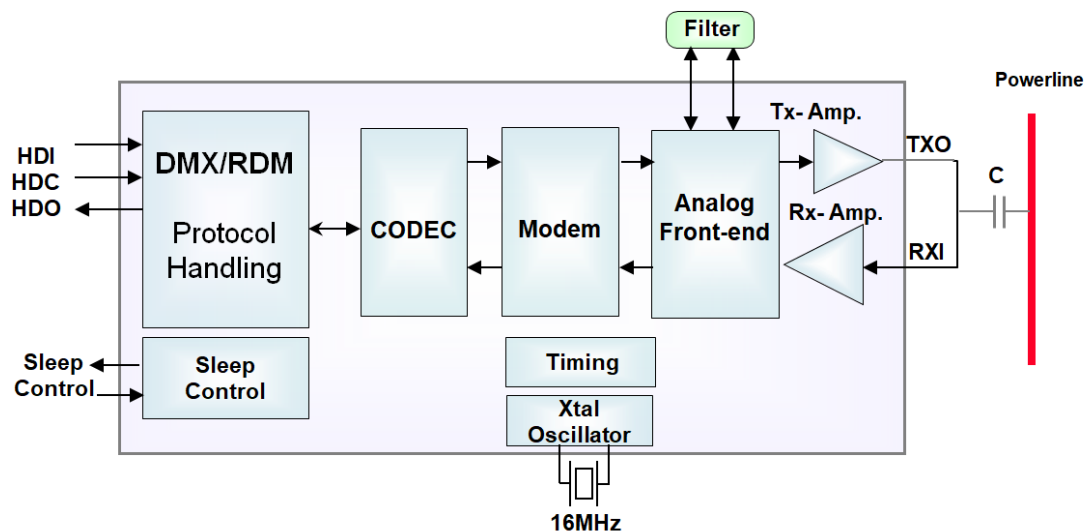 Filter
Powerline
Tx- Amp.
TXO
HDI
HDC
HDO
DMX/RDM
Protocol
Handling
CODEC
Modem
Analog
Front-end
Rx- Amp.
RXI
C
Sleep
Control
Sleep
Control
Timing
Xtal
Oscillator
16MHz